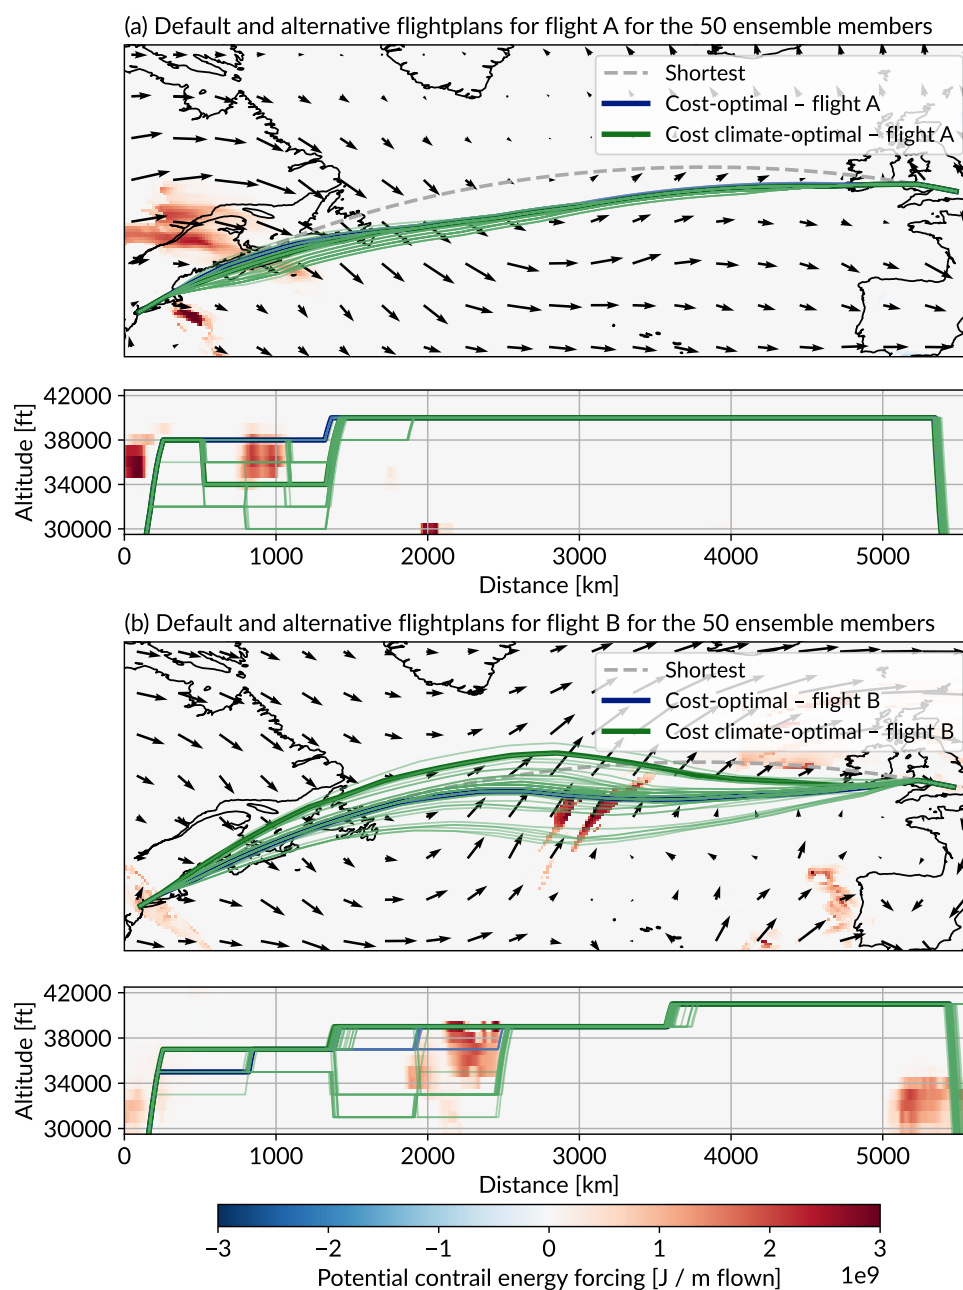 (a) Default and alternative flightplans for flight A for the 50 ensemble members
Shortest
Cost-optimal – flight A
Cost climate-optimal – flight A
42000
38000
34000
30000
Altitude [ft]
0 1000 2000 3000 4000 5000
Distance [km]
(b) Default and alternative flightplans for flight B for the 50 ensemble members
Shortest
Cost-optimal – flight B
Cost climate-optimal – flight B
42000
38000
34000
30000
Altitude [ft]
0 1000 2000 3000 4000 5000
Distance [km]
−3 −2 −1 0 1 2 3
Potential contrail energy forcing [J / m flown] 1e9